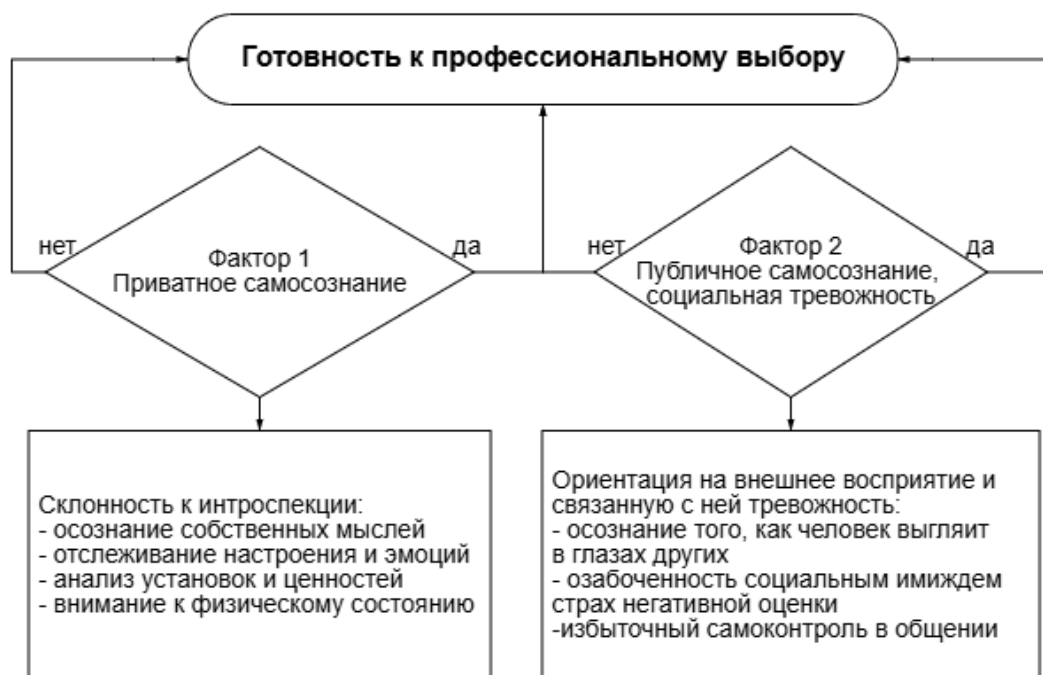 Готовность к профессиональному выбору
нет
Фактор 1
Приватное самосознание
да
нет
Фактор 2
Публичное самосознание,
социальная тревожность
да
Склонность к интроспекции:
- осознание собственных мыслей
- отслеживание настроения и эмоций
- анализ установок и ценностей
- внимание к физическому состоянию
Ориентация на внешнее восприятие и
связанную с ней тревожность:
- осознание того, как человек выгляит
в глазах других
- озабоченность социальным имиждем
страх негативной оценки
-избыточный самоконтроль в общении